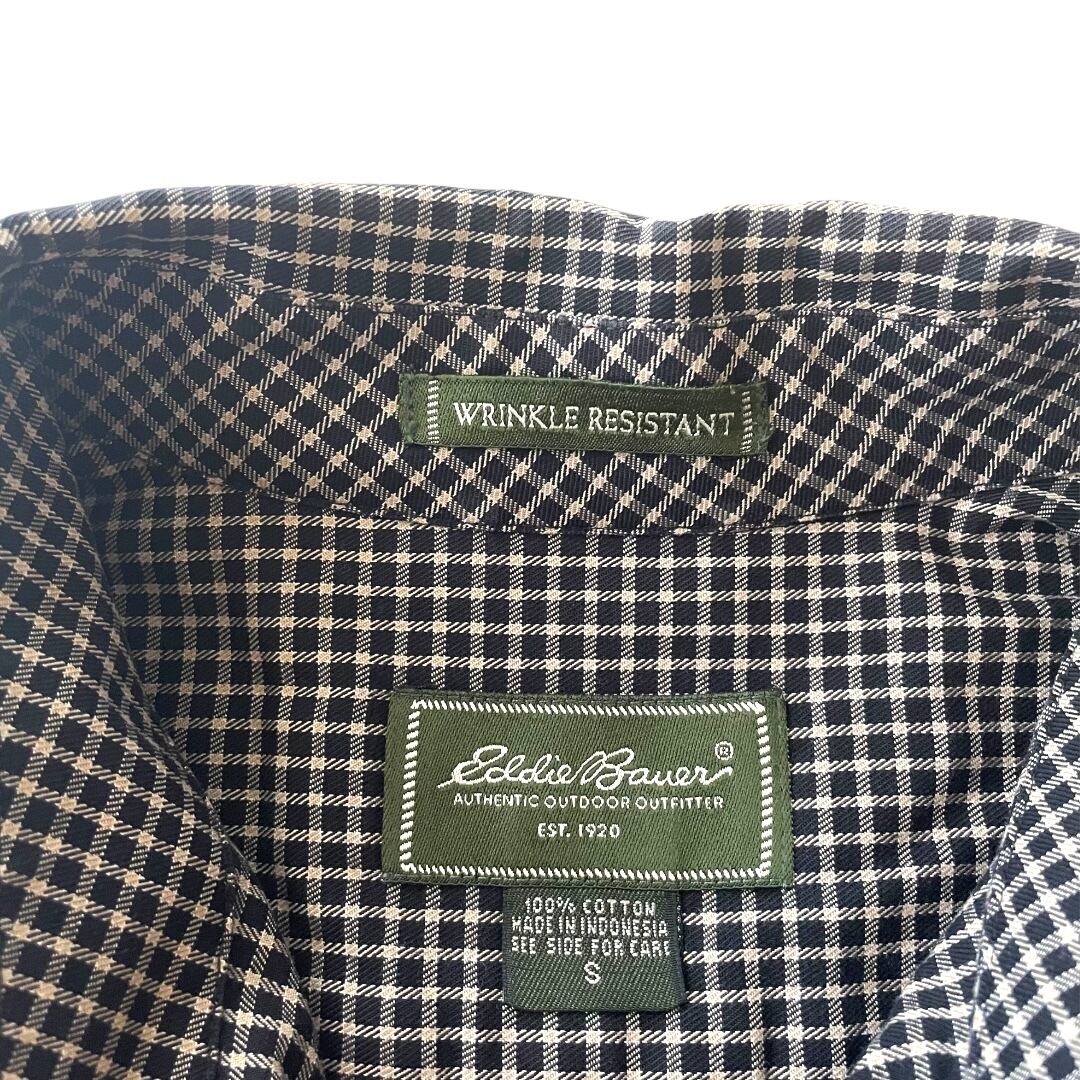 WRINKLE RESISTANT
Eddie Bauer®
AUTHENTIC OUTDOOR OUTFITTER
EST. 1920
100% COTTON
MADE IN INDONESIA
SEE SIDE FOR CARE
S